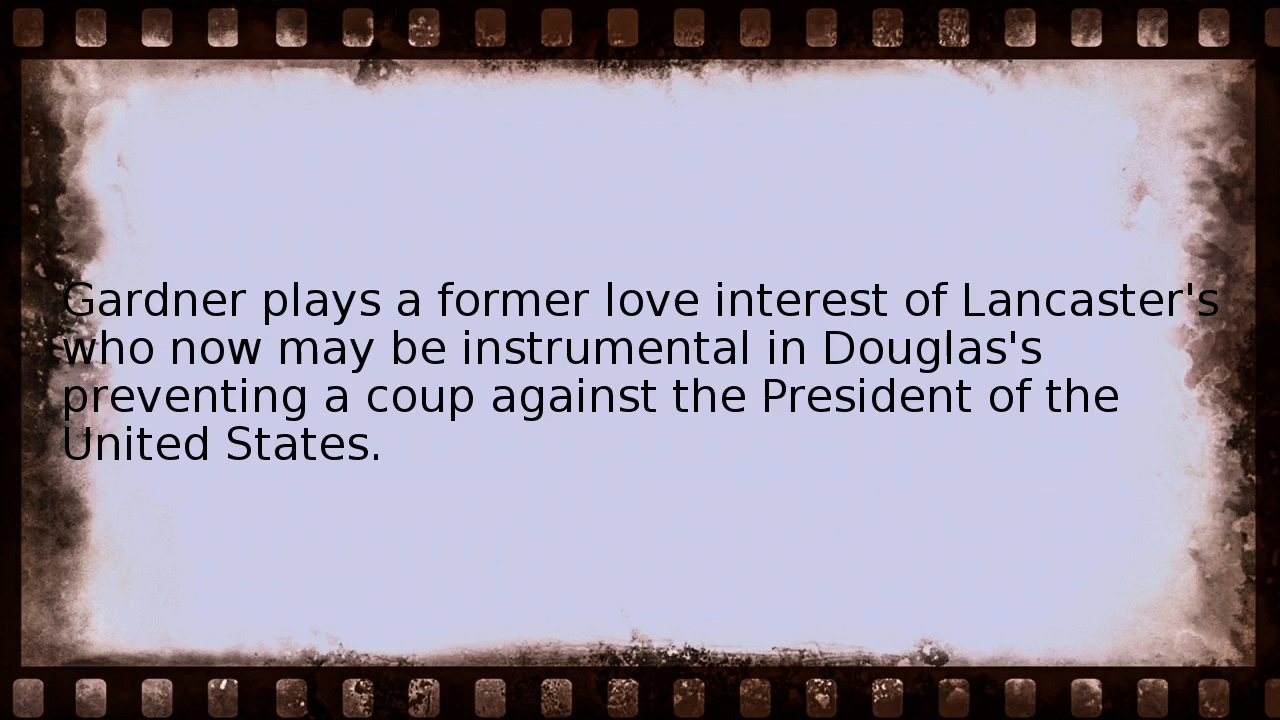 Gardner plays a former love interest of Lancaster's
who now may be instrumental in Douglas's
preventing a coup against the President of the
United States.